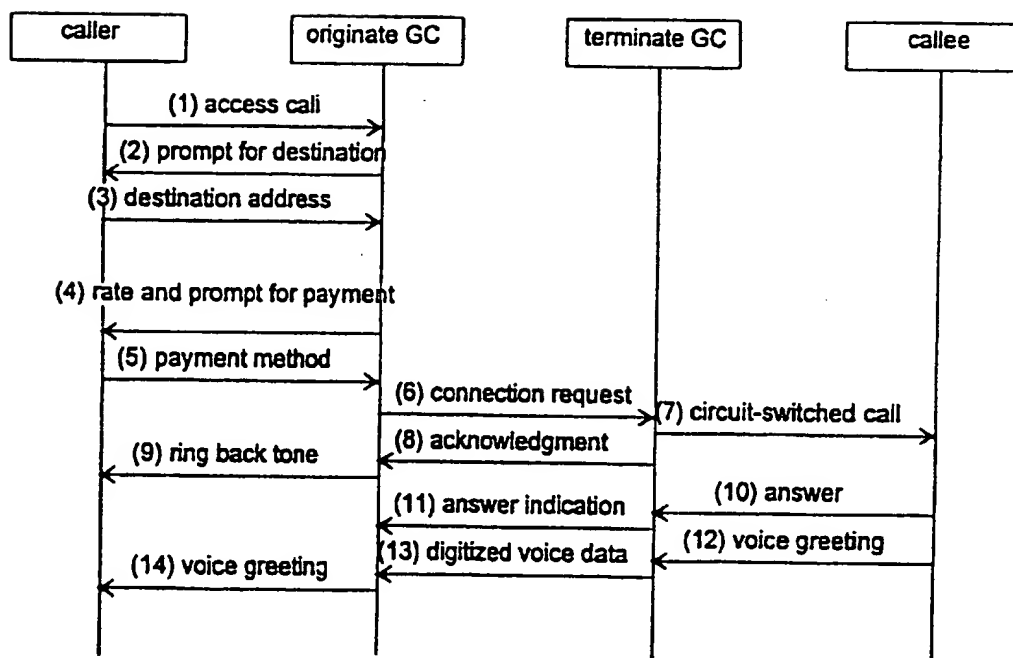 caller
originate GC
terminate GC
callee
(1) access call
(2) prompt for destination
(3) destination address
(4) rate and prompt for payment
(5) payment method
(6) connection request
(7) circuit-switched call
(8) acknowledgment
(9) ring back tone
(10) answer
(11) answer indication
(12) voice greeting
(13) digitized voice data
(14) voice greeting